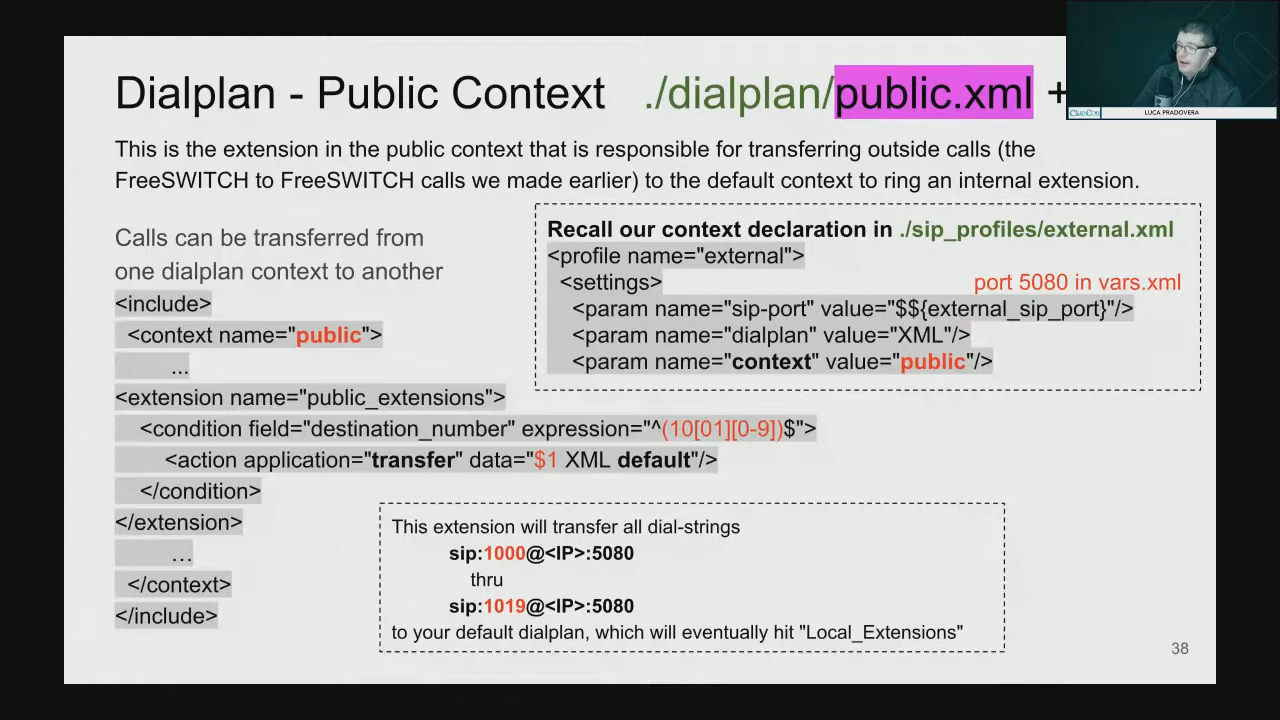 Dialplan - Public Context ./dialplan/public.xml +
ClueCon
LUCA PRADOVERA
This is the extension in the public context that is responsible for transferring outside calls (the
FreeSWITCH to FreeSWITCH calls we made earlier) to the default context to ring an internal extension.
Calls can be transferred from
one dialplan context to another
<include>
<context name="public">
...
<extension name="public_extensions">
<condition field="destination_number" expression="^(10[01][0-9])$">
<action application="transfer" data="$1 XML default"/>
</condition>
</extension>
...
</context>
</include>
Recall our context declaration in ./sip_profiles/external.xml
<profile name="external">
<settings> port 5080 in vars.xml
<param name="sip-port" value="$${external_sip_port}"/>
<param name="dialplan" value="XML"/>
<param name="context" value="public"/>
This extension will transfer all dial-strings
sip:1000@<IP>:5080
thru
sip:1019@<IP>:5080
to your default dialplan, which will eventually hit "Local_Extensions"
38